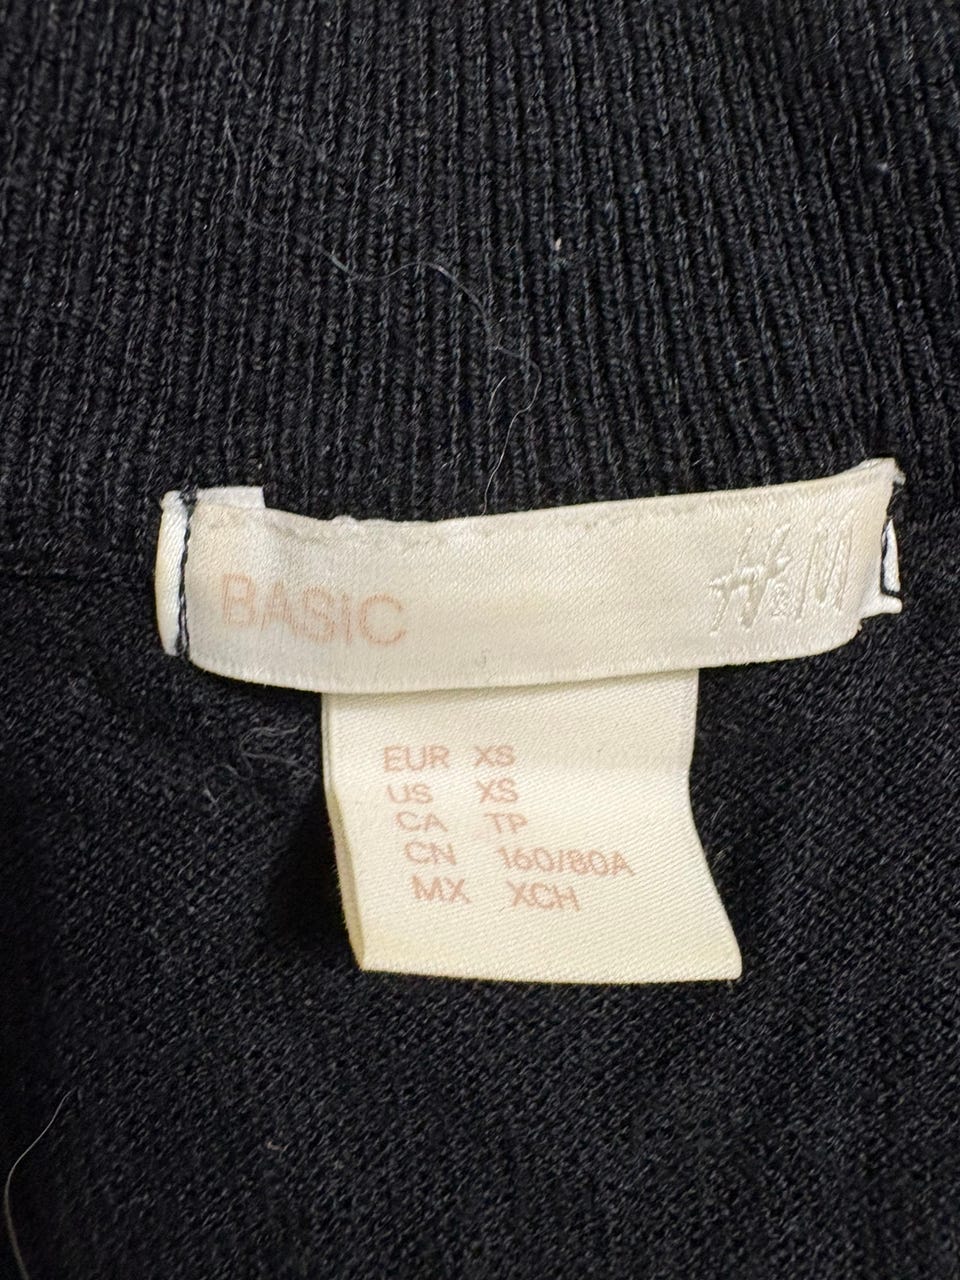 BASIC H&M
EUR XS
US XS
CA TP
CN 160/80A
MX XCH